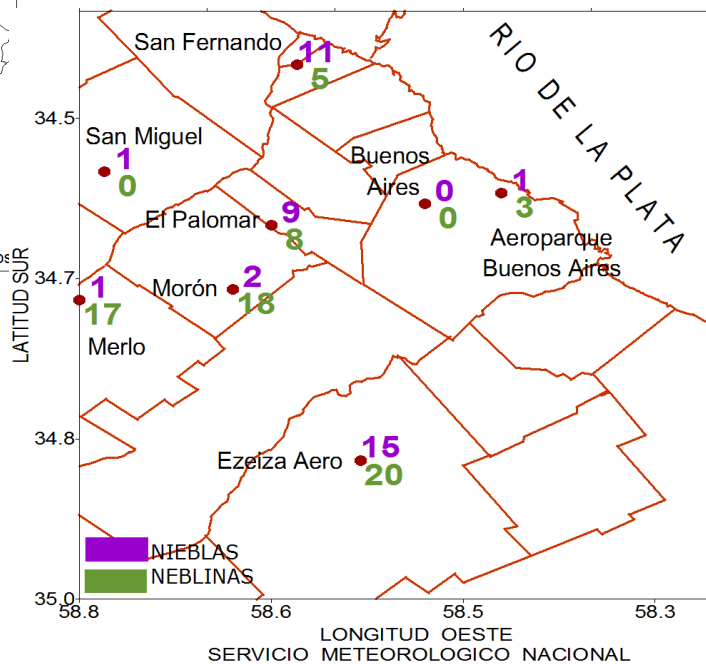 San Fernando
11
5
RIO DE LA PLATA
34.5
San Miguel
1
0
Buenos
Aires
0
0
1
3
El Palomar
9
8
Aeroparque
Buenos Aires
34.7
LATITUD SUR
Morón
2
18
1
17
Merlo
34.8
Ezeiza Aero
15
20
NIEBLAS
NEBLINAS
35.0
58.8
58.6
58.5
58.3
LONGITUD OESTE
SERVICIO METEOROLOGICO NACIONAL